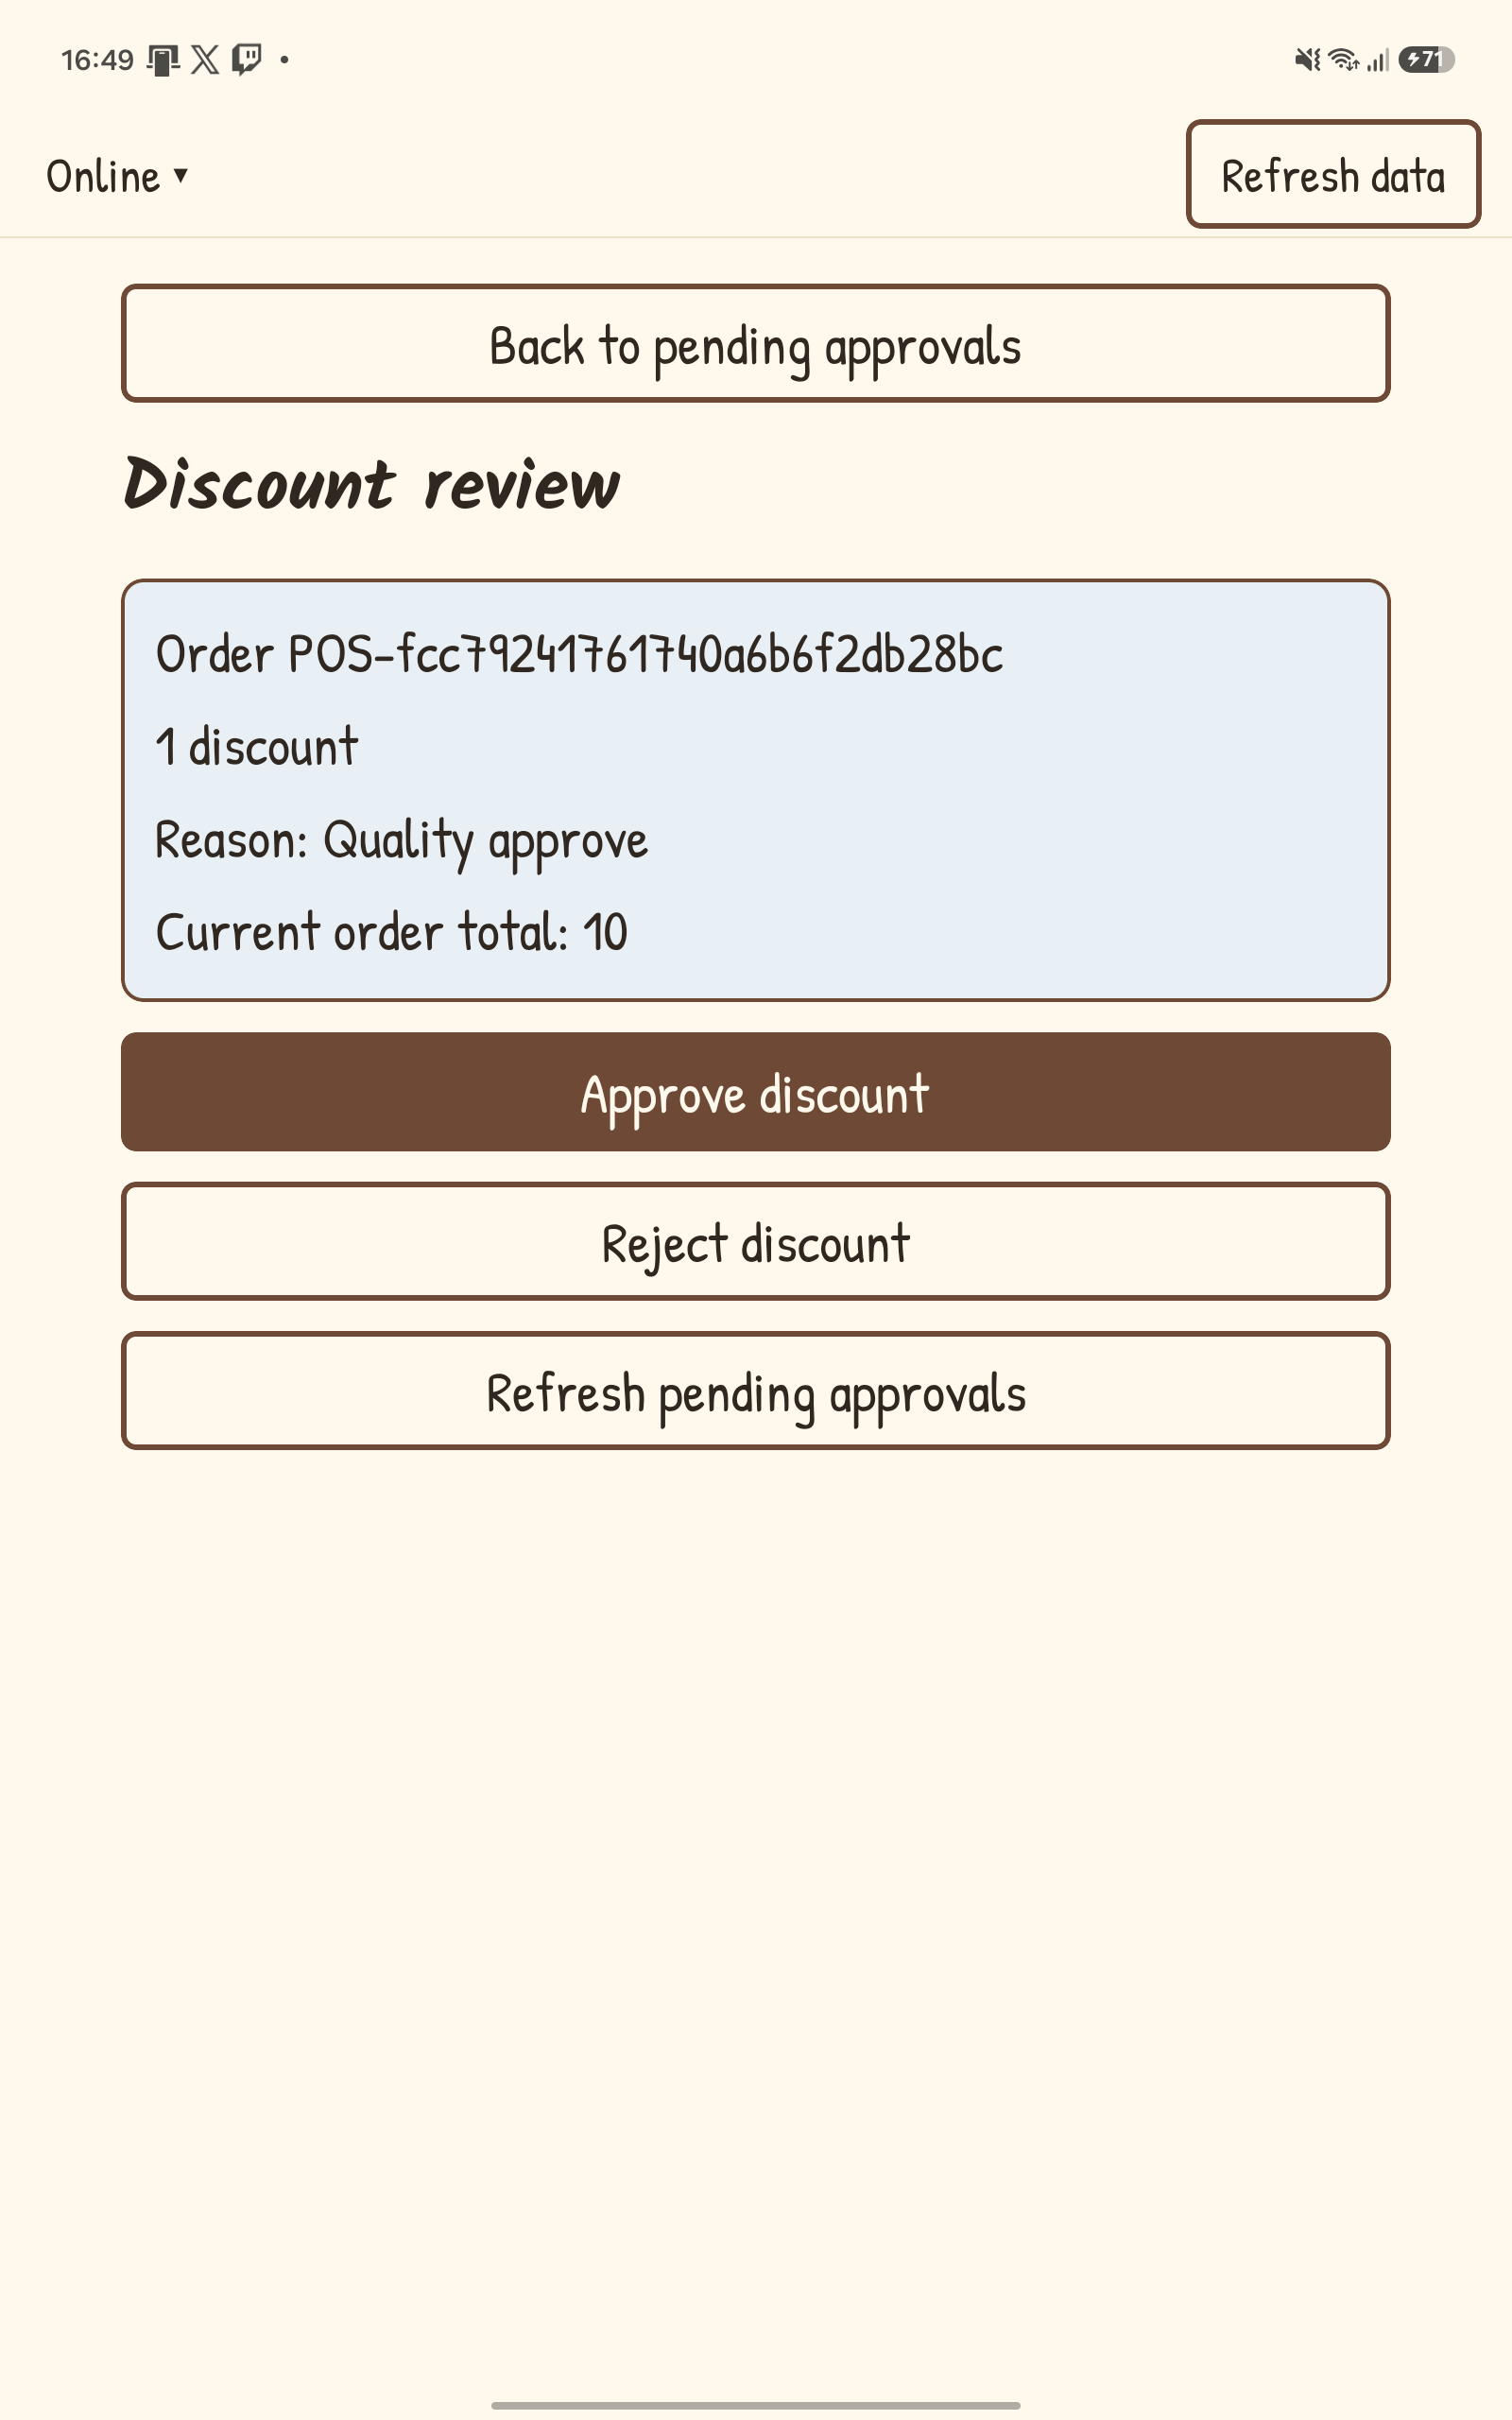 16:49
71
Online ▾
Refresh data
Back to pending approvals
Discount review
Order POS-fcc79241761740a6b6f2db28bc
1 discount
Reason: Quality approve
Current order total: 10
Approve discount
Reject discount
Refresh pending approvals